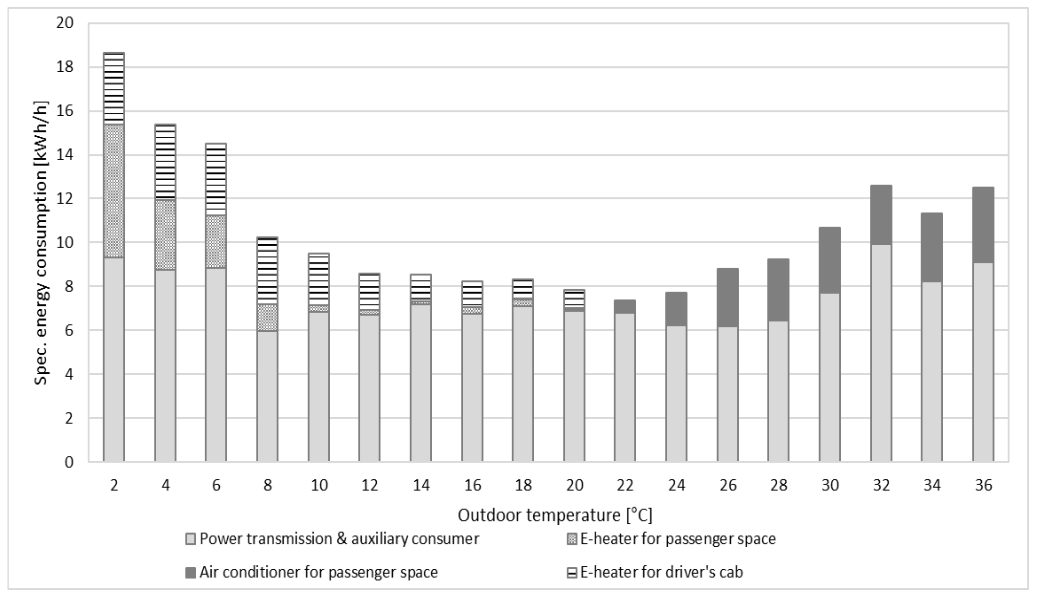 20
18
16
14
12
10
8
6
4
2
0
Spec. energy consumption [kWh/h]
2 4 6 8 10 12 14 16 18 20 22 24 26 28 30 32 34 36
Outdoor temperature [°C]
Power transmission & auxiliary consumer
E-heater for passenger space
Air conditioner for passenger space
E-heater for driver's cab